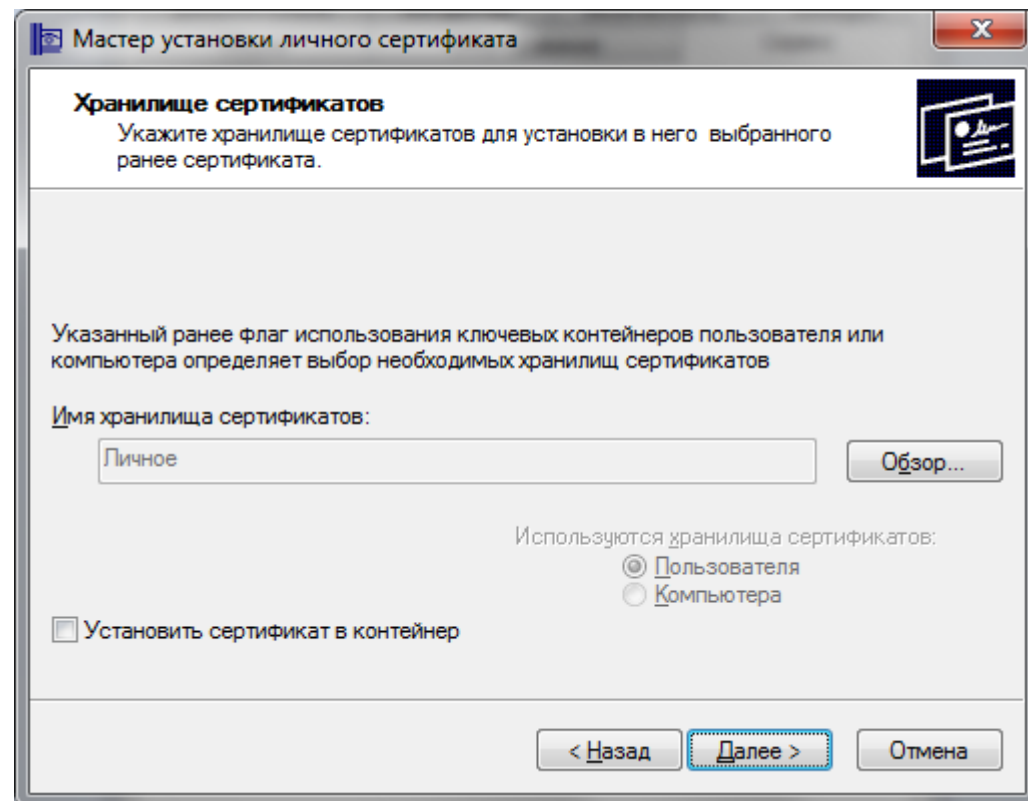 Мастер установки личного сертификата
Хранилище сертификатов
Укажите хранилище сертификатов для установки в него выбранного
ранее сертификата.
Указанный ранее флаг использования ключевых контейнеров пользователя или
компьютера определяет выбор необходимых хранилищ сертификатов
Имя хранилища сертификатов:
Личное
Обзор...
Используются хранилища сертификатов:
Пользователя
Компьютера
Установить сертификат в контейнер
< Назад
Далее >
Отмена